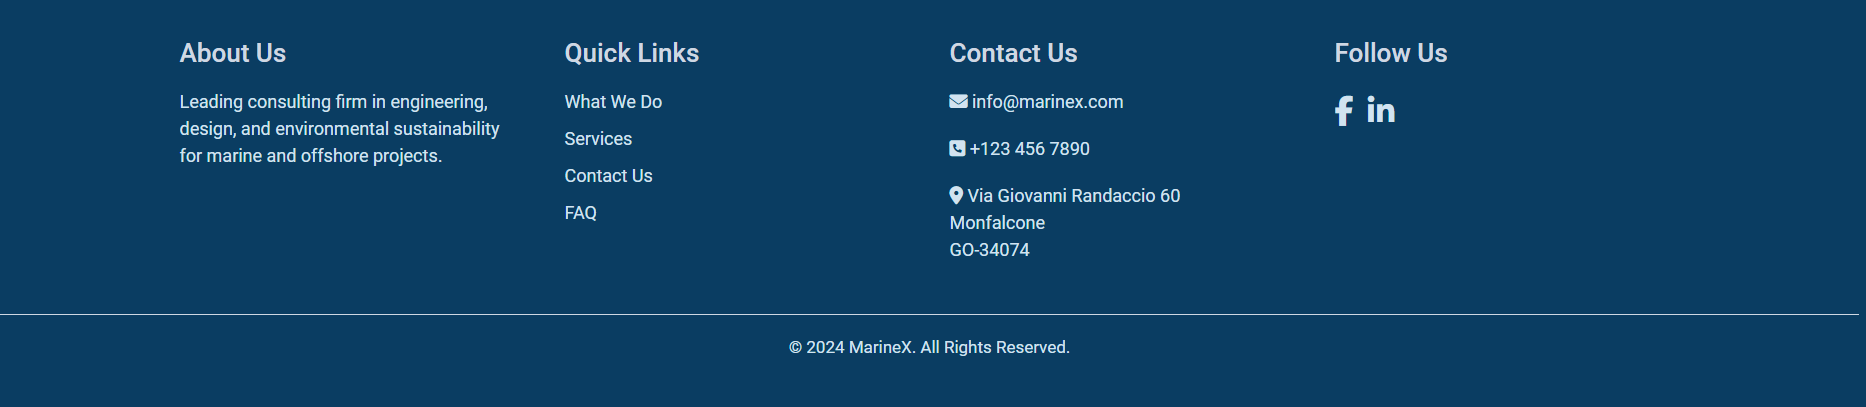 About Us
Leading consulting firm in engineering,
design, and environmental sustainability
for marine and offshore projects.
Quick Links
What We Do
Services
Contact Us
FAQ
Contact Us
info@marinex.com
+123 456 7890
Via Giovanni Randaccio 60
Monfalcone
GO-34074
Follow Us
© 2024 MarineX. All Rights Reserved.